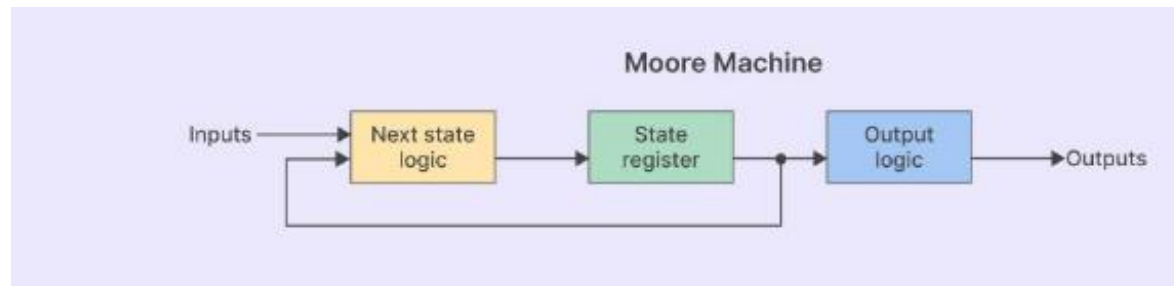 Moore Machine
Inputs
Next state
logic
State
register
Output
logic
Outputs